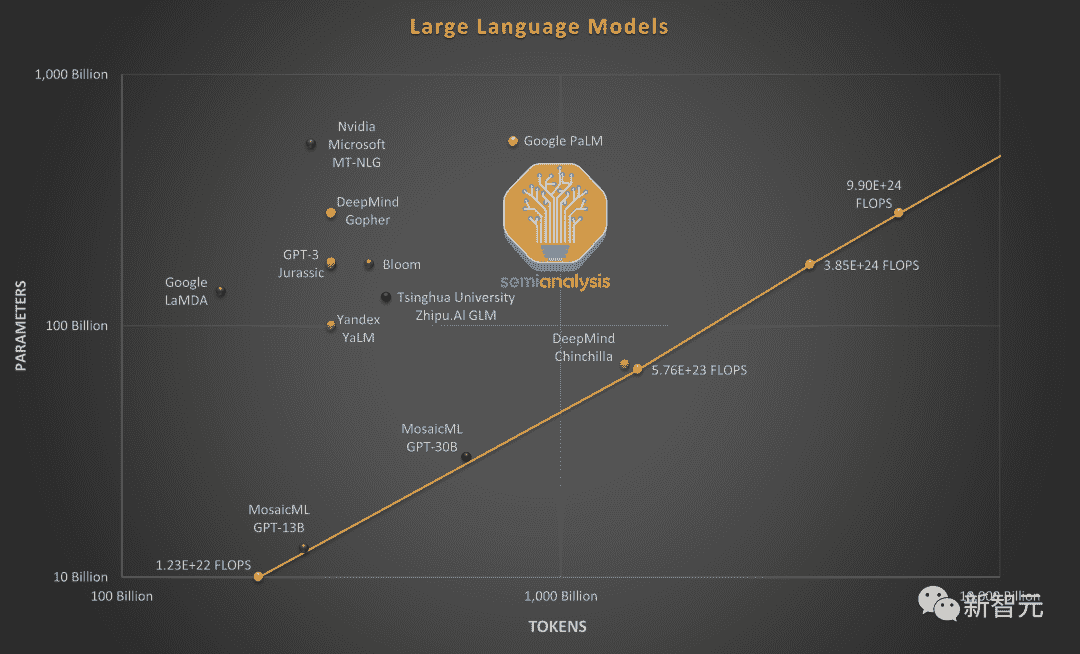 Large Language Models
1,000 Billion
Nvidia
Microsoft
MT-NLG
Google PaLM
DeepMind
Gopher
9.90E+24
FLOPS
GPT-3
Jurassic
Bloom
3.85E+24 FLOPS
Google
LaMDA
semianalysis
Tsinghua University
Zhipu.AI GLM
PARAMETERS
100 Billion
Yandex
YaLM
DeepMind
Chinchilla
5.76E+23 FLOPS
MosaicML
GPT-30B
MosaicML
GPT-13B
1.23E+22 FLOPS
10 Billion
100 Billion
1,000 Billion
10,000 Billion
新智元
TOKENS